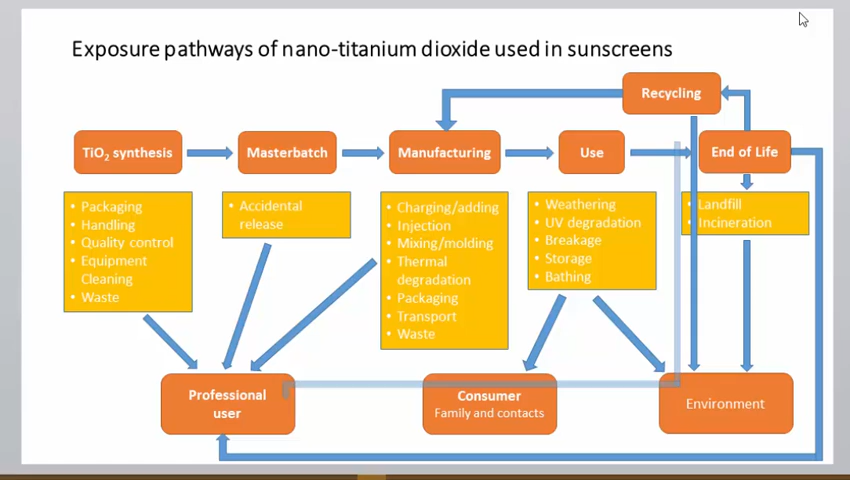 Exposure pathways of nano-titanium dioxide used in sunscreens
Recycling
TiO₂ synthesis
Masterbatch
Manufacturing
Use
End of Life
• Packaging
• Handling
• Quality control
• Equipment
Cleaning
• Waste
• Accidental
release
• Charging/adding
• Injection
• Mixing/molding
• Thermal
degradation
• Packaging
• Transport
• Waste
• Weathering
• UV degradation
• Breakage
• Storage
• Bathing
• Landfill
• Incineration
Professional
user
Consumer
Family and contacts
Environment